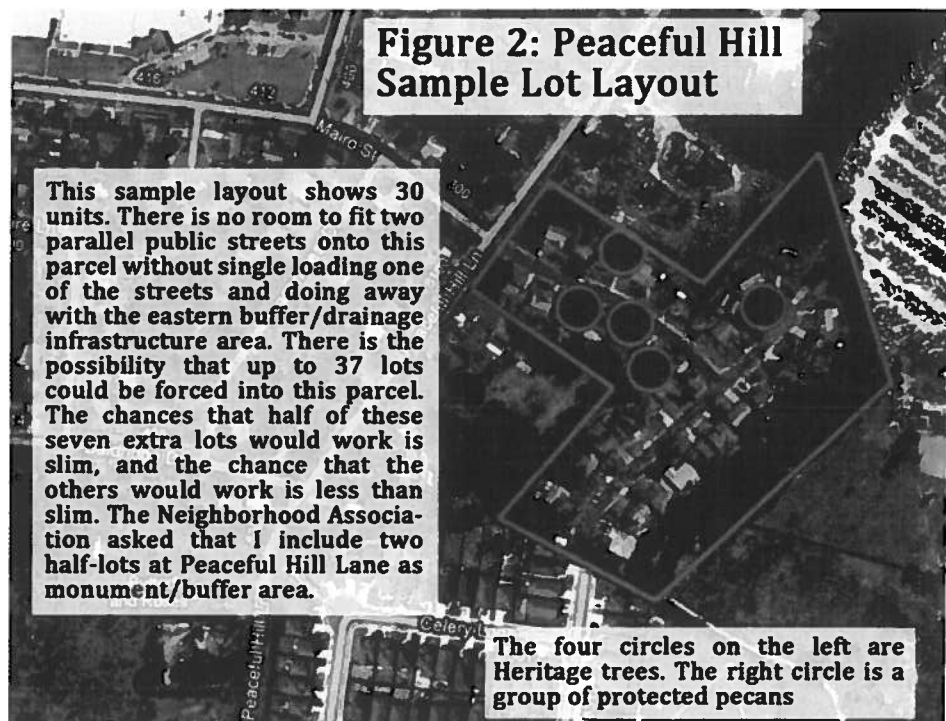 Figure 2: Peaceful Hill
Sample Lot Layout
416
412
Mairo St
300
This sample layout shows 30
units. There is no room to fit two
parallel public streets onto this
parcel without single loading one
of the streets and doing away
with the eastern buffer/drainage
infrastructure area. There is the
possibility that up to 37 lots
could be forced into this parcel.
The chances that half of these
seven extra lots would work is
slim, and the chance that the
others would work is less than
slim. The Neighborhood Associa-
tion asked that I include two
half-lots at Peaceful Hill Lane as
monument/buffer area.
Hill Ln
Celery L
Peaceful Hill
The four circles on the left are
Heritage trees. The right circle is a
group of protected pecans